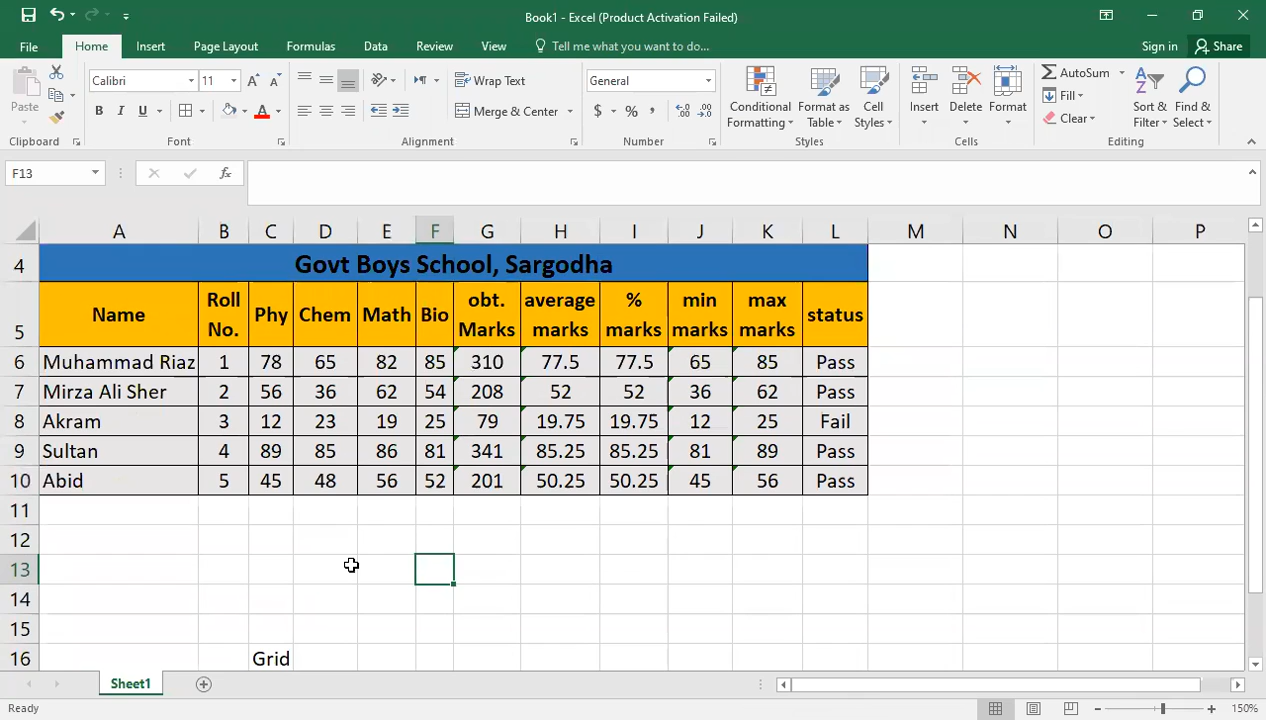 Book1 - Excel (Product Activation Failed)
File Home Insert Page Layout Formulas Data Review View Tell me what you want to do... Sign in Share
Paste Calibri 11 Wrap Text General Conditional Formatting Format as Table Cell Styles Insert Delete Format AutoSum Sort & Filter Find & Select
B I U A Merge & Center $ % , Fill
Clear
Clipboard Font Alignment Number Styles Cells Editing
F13 fx
A B C D E F G H I J K L M N O P
4 Govt Boys School, Sargodha
5 Name Roll No. Phy Chem Math Bio obt. Marks average marks % marks min marks max marks status
6 Muhammad Riaz 1 78 65 82 85 310 77.5 77.5 65 85 Pass
7 Mirza Ali Sher 2 56 36 62 54 208 52 52 36 62 Pass
8 Akram 3 12 23 19 25 79 19.75 19.75 12 25 Fail
9 Sultan 4 89 85 86 81 341 85.25 85.25 81 89 Pass
10 Abid 5 45 48 56 52 201 50.25 50.25 45 56 Pass
11
12
13
14
15
16 Grid
Sheet1
Ready 150%